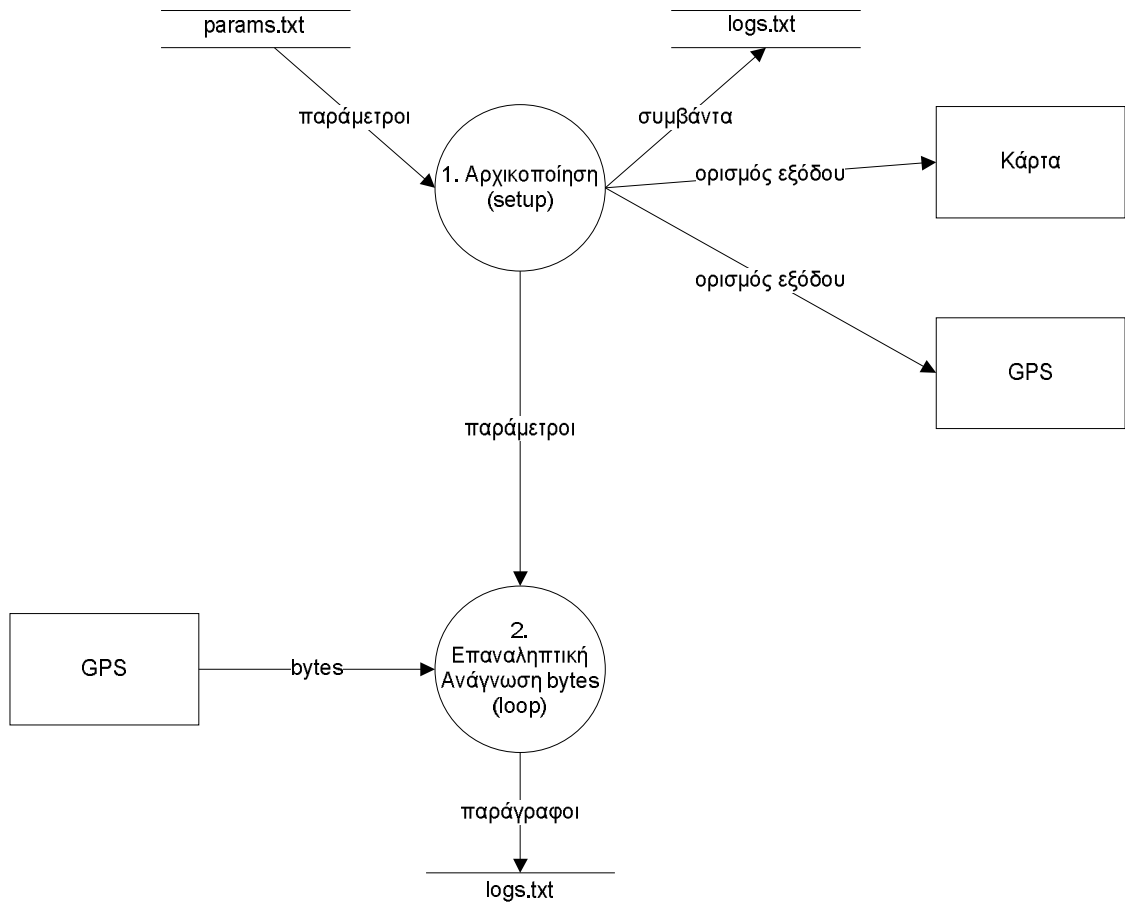 params.txt
logs.txt
παράμετροι
συμβάντα
Κάρτα
1. Αρχικοποίηση
(setup)
ορισμός εξόδου
ορισμός εξόδου
GPS
παράμετροι
GPS
bytes
2.
Επαναληπτική
Ανάγνωση bytes
(loop)
παράγραφοι
logs.txt